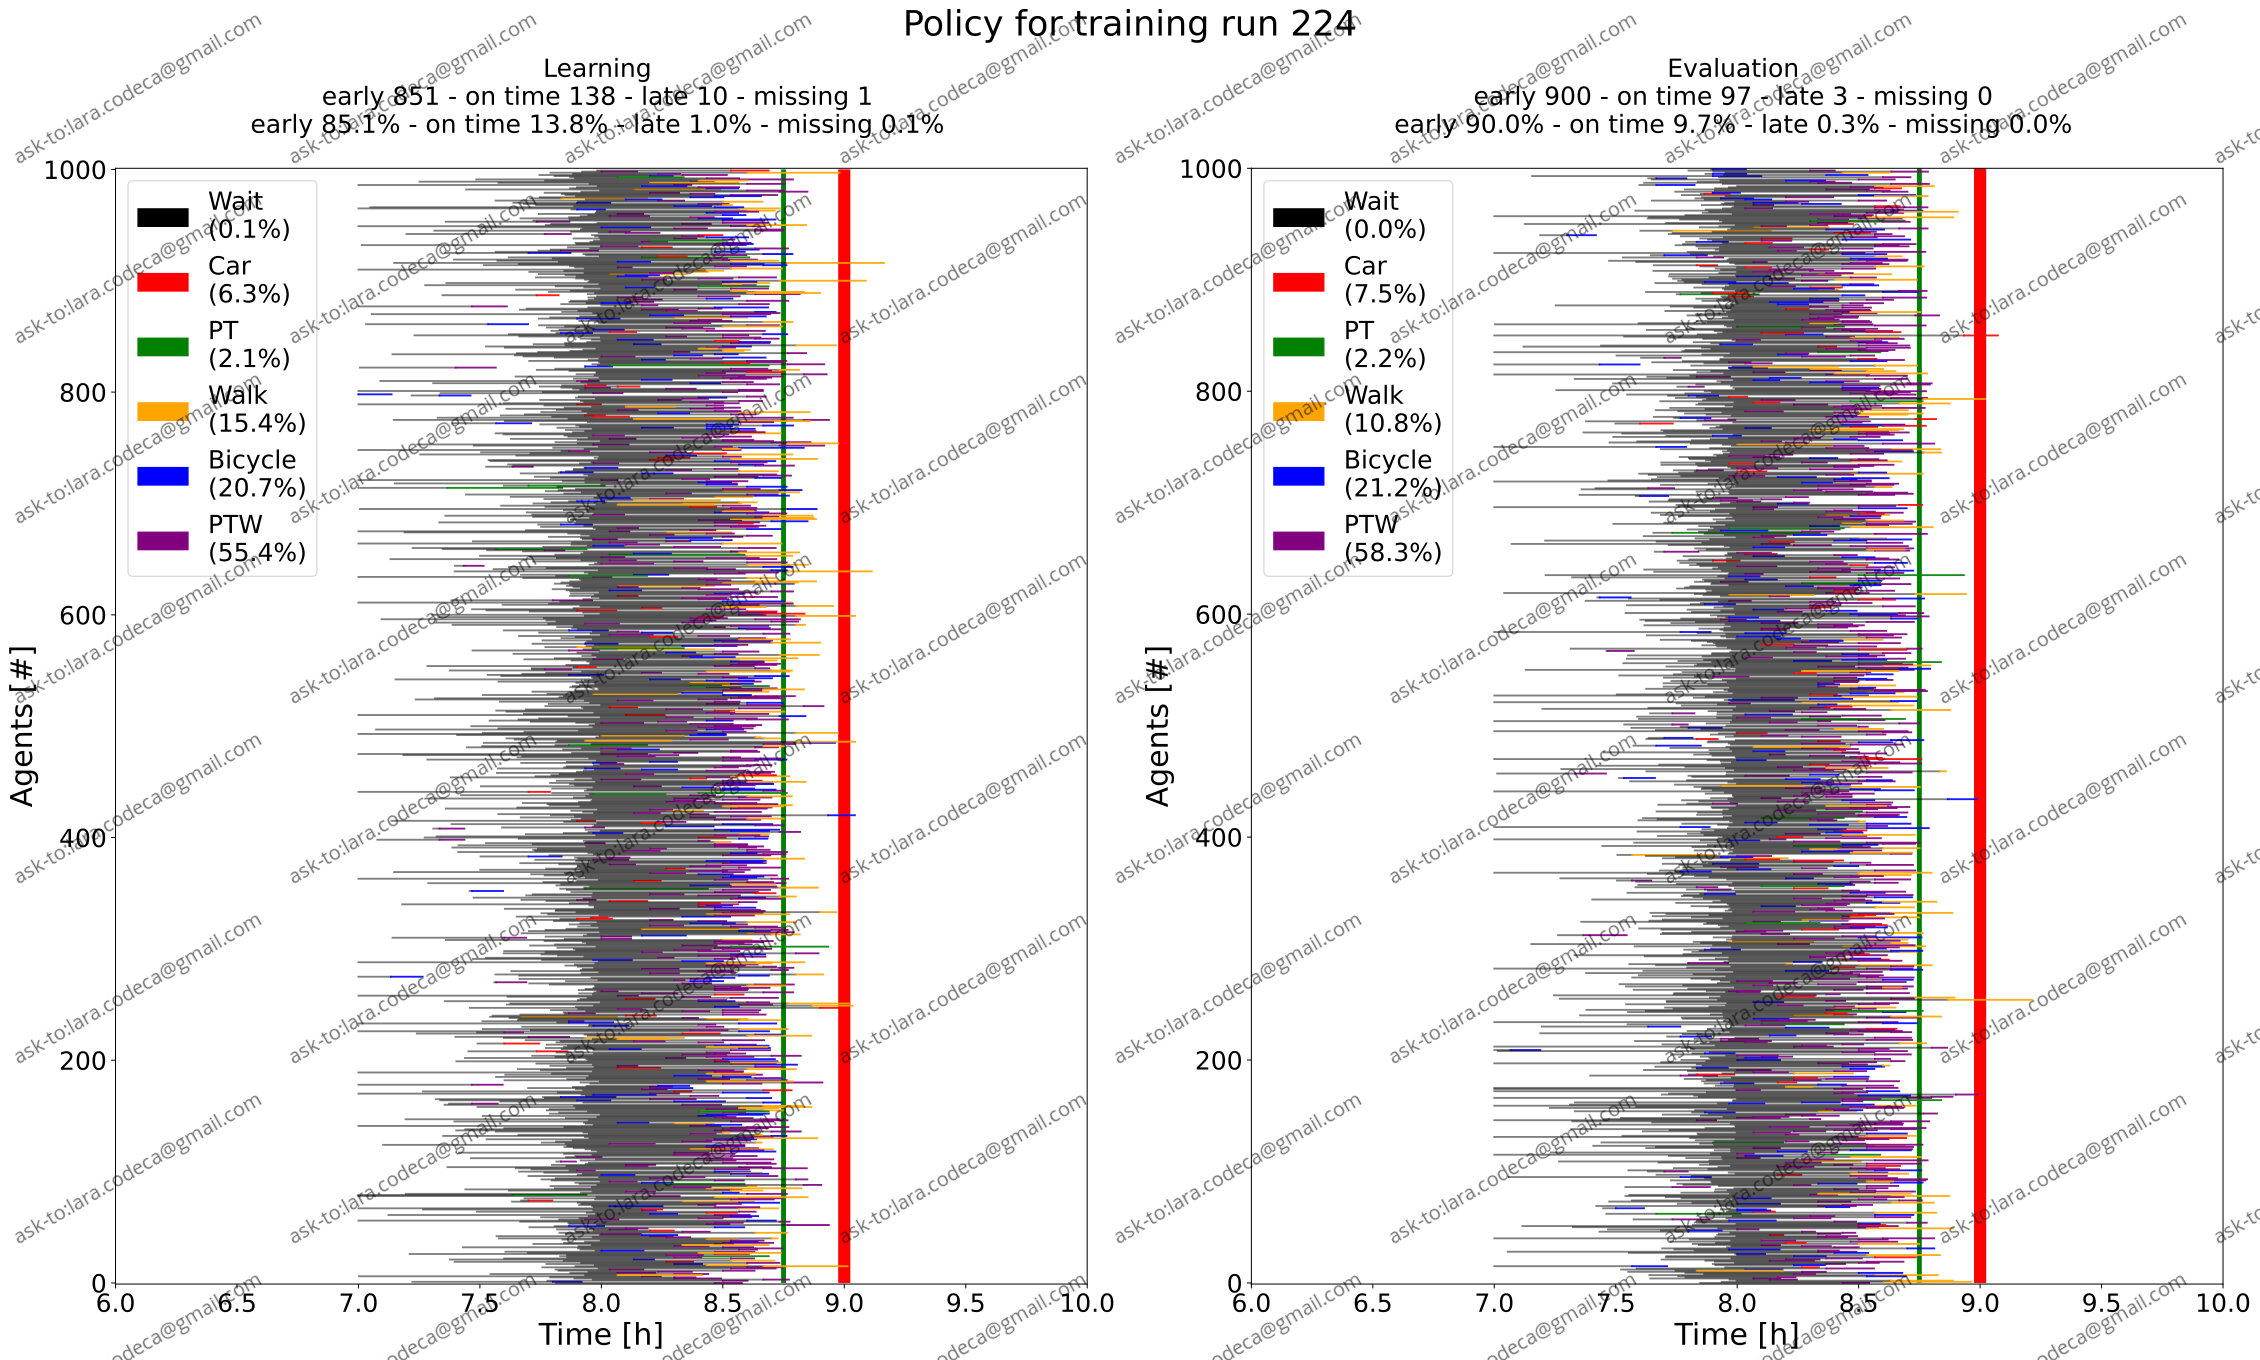 Policy for training run 224
Learning
early 851 - on time 138 - late 10 - missing 1
early 85.1% - on time 13.8% - late 1.0% - missing 0.1%
Evaluation
early 900 - on time 97 - late 3 - missing 0
early 90.0% - on time 9.7% - late 0.3% - missing 0.0%
Wait
(0.1%)
Car
(6.3%)
PT
(2.1%)
Walk
(15.4%)
Bicycle
(20.7%)
PTW
(55.4%)
Agents [#]
1000
800
600
400
200
0
6.0 6.5 7.0 7.5 8.0 8.5 9.0 9.5 10.0
Time [h]
Wait
(0.0%)
Car
(7.5%)
PT
(2.2%)
Walk
(10.8%)
Bicycle
(21.2%)
PTW
(58.3%)
Agents [#]
1000
800
600
400
200
0
6.0 6.5 7.0 7.5 8.0 8.5 9.0 9.5 10.0
Time [h]
ask-to:lara.codeca@gmail.com